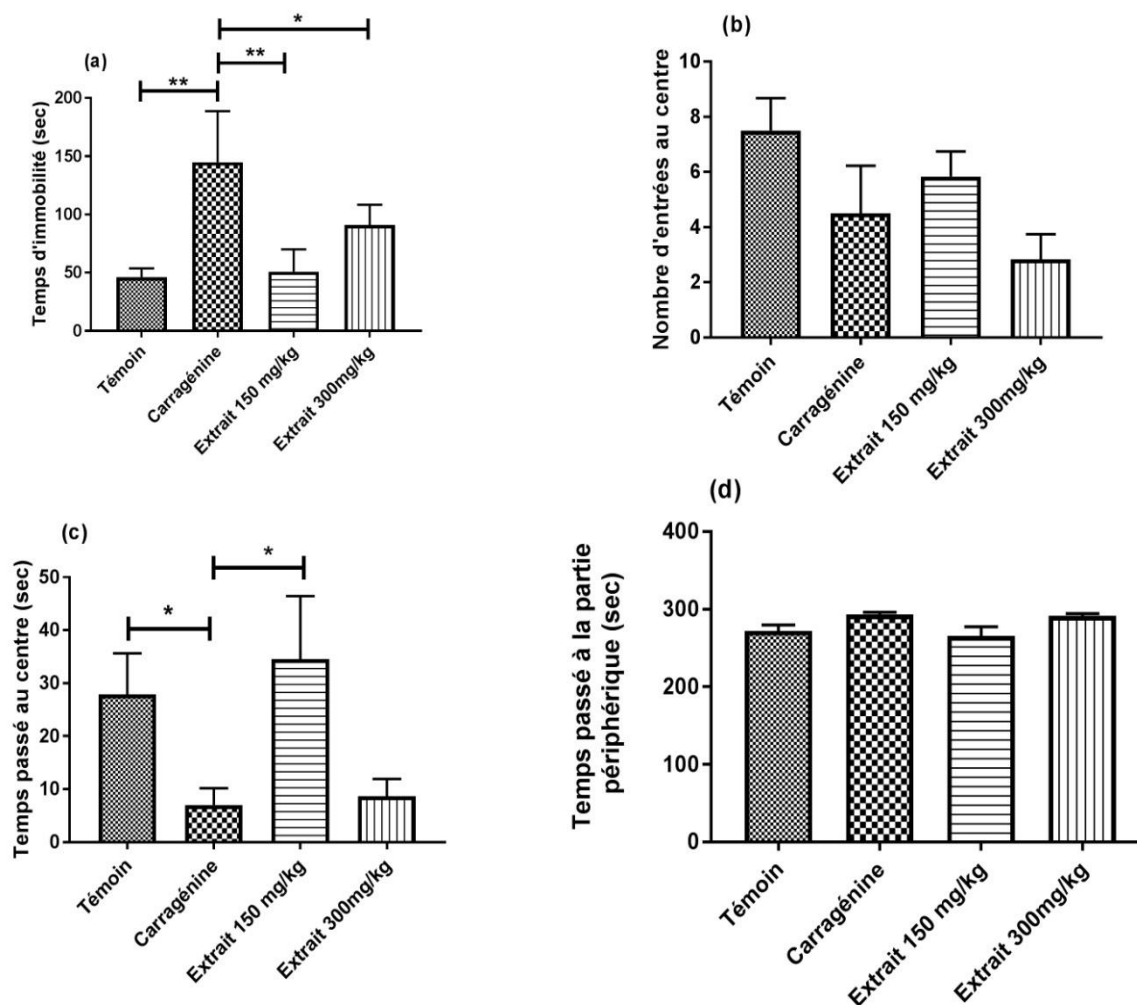 (a)
*
**
**
Temps d'immobilité (sec)
200
150
100
50
0
Témoin
Carragénine
Extrait 150 mg/kg
Extrait 300mg/kg
(b)
Nombre d'entrées au centre
10
8
6
4
2
0
Témoin
Carragénine
Extrait 150 mg/kg
Extrait 300mg/kg
(c)
*
*
Temps passé au centre (sec)
50
40
30
20
10
0
Témoin
Carragénine
Extrait 150 mg/kg
Extrait 300mg/kg
(d)
Temps passé à la partie
périphérique (sec)
400
300
200
100
0
Témoin
Carragénine
Extrait 150 mg/kg
Extrait 300mg/kg